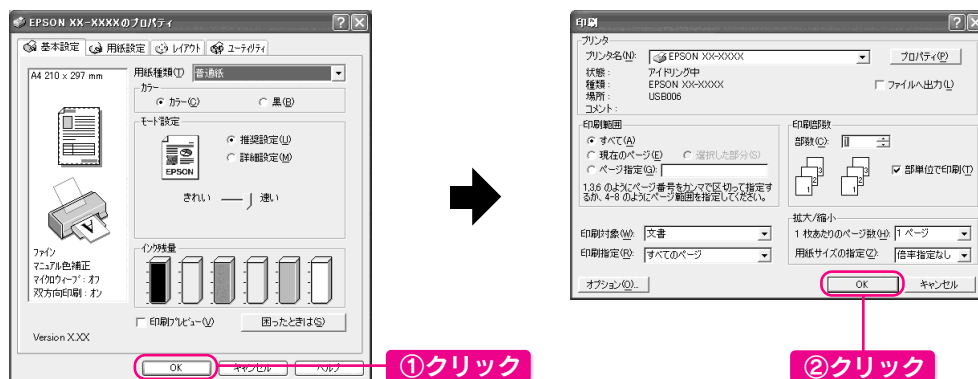 EPSON XX-XXXXのプロパティ
基本設定 用紙設定 レイアウト ユーティリティ
A4 210 x 297 mm
用紙種類(T) 普通紙
カラー
カラー(C) 黒(B)
モード設定
推奨設定(U)
詳細設定(M)
EPSON
きれい 速い
ファイン
マニュアル色補正
マイクロウィーブ：オフ
双方向印刷：オン
インク残量
印刷プレビュー(V) 困ったときは(S)
Version X.XX
OK キャンセル ヘルプ
①クリック
印刷
プリンタ
プリンタ名(N): EPSON XX-XXXX プロパティ(P)
状態： アイドリング中
種類： EPSON XX-XXXX ファイルへ出力(L)
場所： USB006
コメント：
印刷範囲
すべて(A)
現在のページ(E) 選択した部分(S)
ページ指定(G):
1,3,6 のようにページ番号をカンマで区切って指定す
るか、4-8 のようにページ範囲を指定してください。
印刷部数
部数(C): 1
部単位で印刷(T)
印刷対象(W): 文書
印刷指定(R): すべてのページ
拡大/縮小
1 枚あたりのページ数(H): 1 ページ
用紙サイズの指定(Z): 倍率指定なし
オプション(O)... OK キャンセル
②クリック